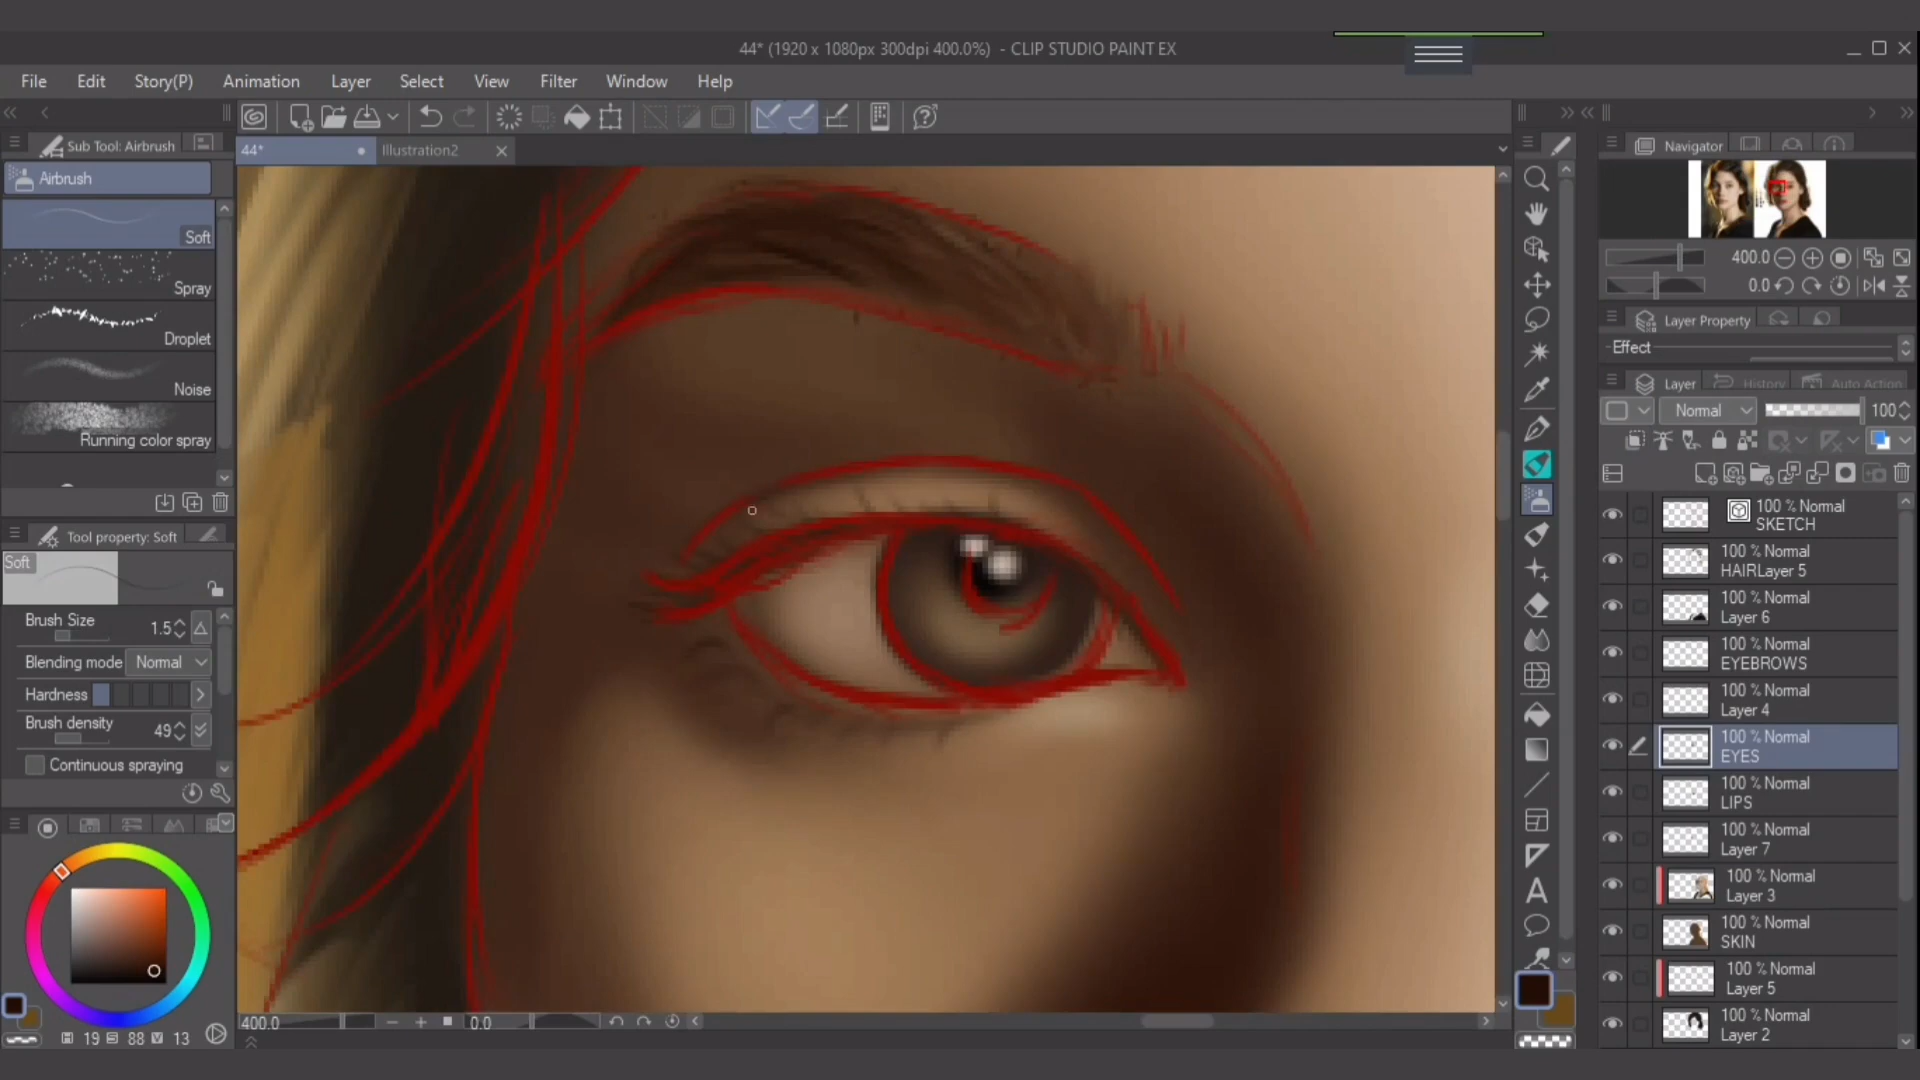 44* (1920 x 1080px 300dpi 400.0%) - CLIP STUDIO PAINT EX
File Edit Story(P) Animation Layer Select View Filter Window Help
Sub Tool: Airbrush
44*
Illustration2
Airbrush
Soft
Spray
Droplet
Noise
Running color spray
Tool property: Soft
Soft
Brush Size 1.5
Blending mode Normal
Hardness
Brush density 49
Continuous spraying
19 88 V 13
400.0 0.0
Navigator
400.0
0.0
Layer Property
Effect
Layer History Auto Action
Normal 100
100 % Normal
SKETCH
100 % Normal
HAIRLayer 5
100 % Normal
Layer 6
100 % Normal
EYEBROWS
100 % Normal
Layer 4
100 % Normal
EYES
100 % Normal
LIPS
100 % Normal
Layer 7
100 % Normal
Layer 3
100 % Normal
SKIN
100 % Normal
Layer 5
100 % Normal
Layer 2